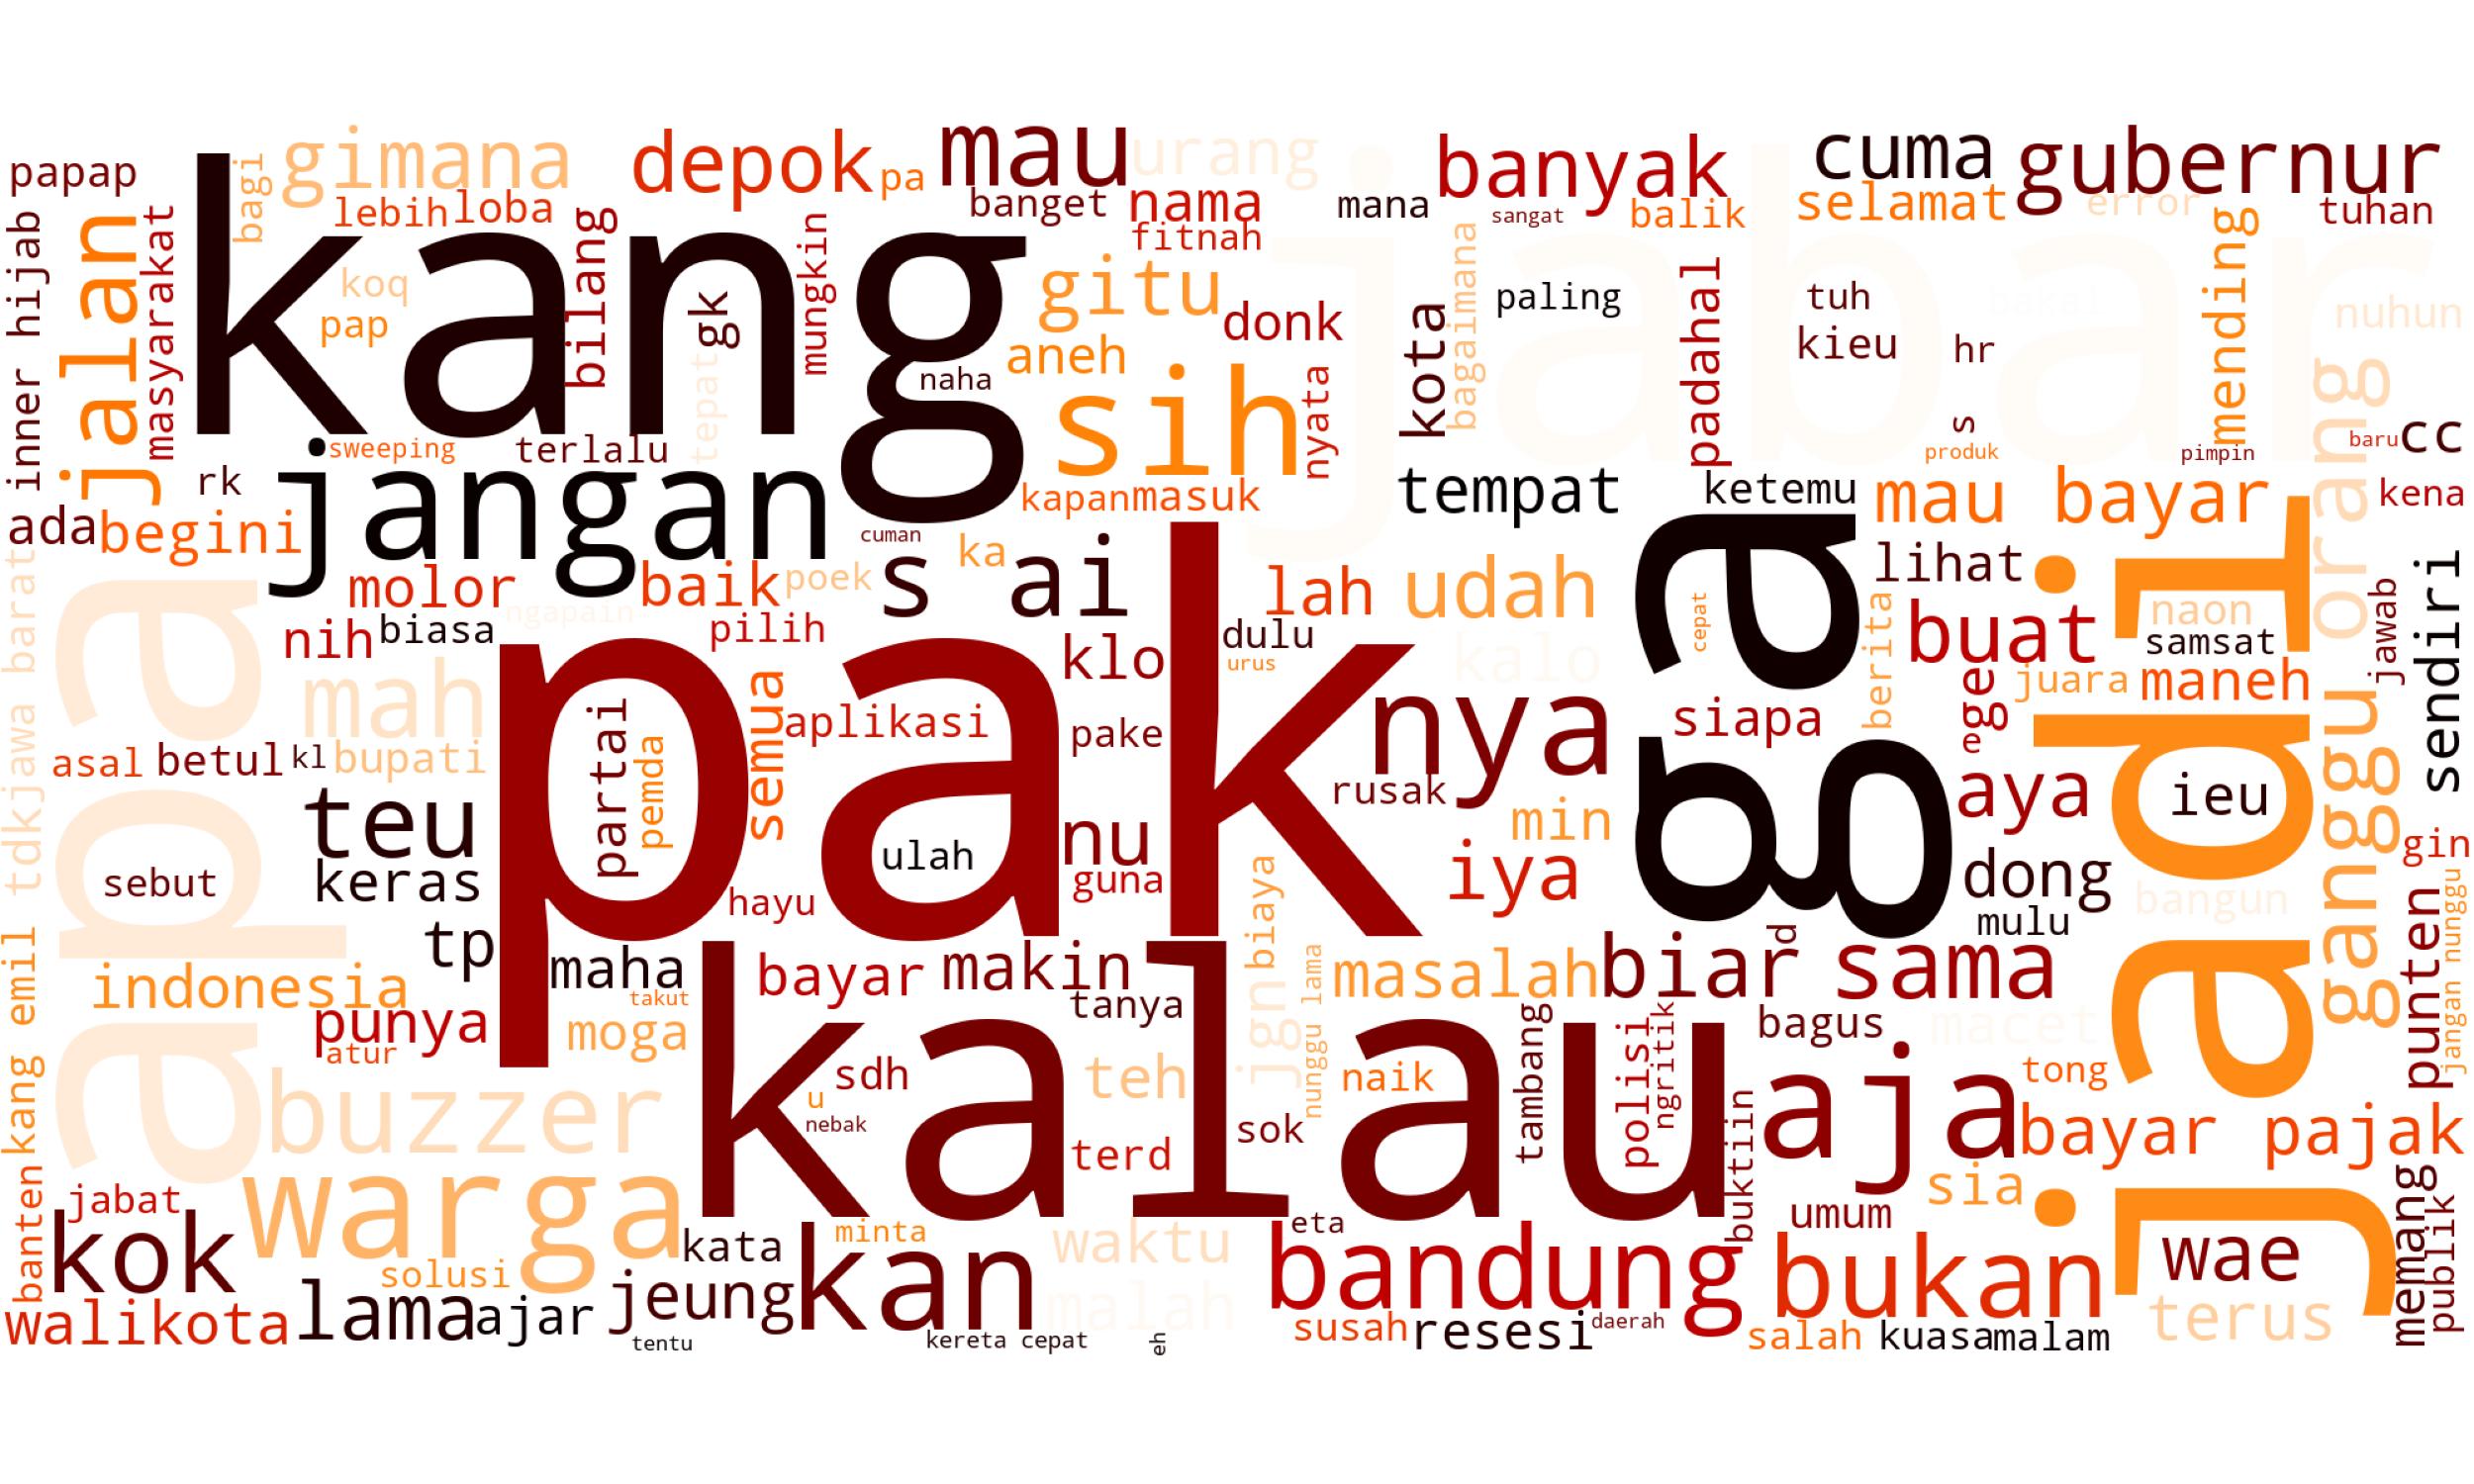 papap
bagi
gimana
depok
pa
mau
urang
banyak
cuma
gubernur
inner hijab
jalan
masyarakat
kang
lebih
loba
bilang
mungkin
banget
nama
fitnah
mana
sangat
balik
selamat
error
tuhan
jabar
koq
pap
tepat
gk
naha
gitu
aneh
donk
sih
nyata
kota
bagaimana
paling
padahal
tuh
kieu
hr
s
mending
nuhun
orang
produk
pimpin
baru
cc
sweeping
terlalu
rk
jangan
kapan
masuk
tempat
ketemu
mau bayar
kena
ada
begini
cuman
s ai
ka
molor
baik
poek
ngapain
lah
udah
ga
lihat
jadi
nih
biasa
pilih
klo
dulu
urus
kalo
cepat
berita
buat
naon
samsat
jawab
sendiri
tdk
jawa barat
apa
mah
pak
semua
aplikasi
pake
nya
siapa
ege
e
juara
maneh
ganggu
asal
betul
kl
bupati
partai
pemda
rusak
min
aya
ieu
teu
keras
sebut
ulah
nu
guna
hayu
iya
dong
mulu
bangun
gin
tp
kang emil
indonesia
punya
atur
maha
takut
moga
bayar
makin
tanya
biaya
jgn
nunggu lama
masalah
biar
d
sama
punten
jangan nunggu
kalau
sdh
u
nebak
teh
naik
sok
terd
tambang
polisi
ngritik
buktiin
bagus
macet
aja
tong
bayar pajak
buzzer
warga
banten
jabat
kok
walikota
lama
solusi
ajar
jeung
kata
tentu
minta
kan
kereta cepat
waktu
malah
eh
eta
bandung
susah
resesi
daerah
umum
sia
bukan
salah
kuasa
malam
wae
terus
memang
publik